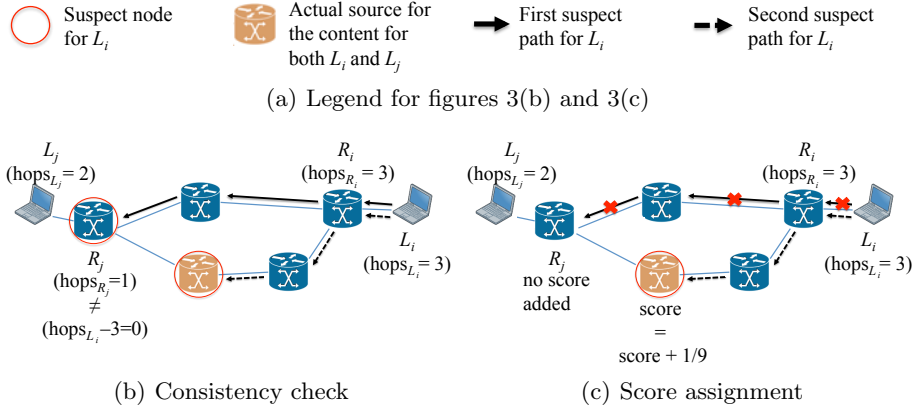 Suspect node
for L_i
Actual source for
the content for
both L_i and L_j
First suspect
path for L_i
Second suspect
path for L_i
(a) Legend for figures 3(b) and 3(c)
L_j
(hops_{L_j} = 2)
R_i
(hops_{R_i} = 3)
L_i
(hops_{L_i} = 3)
R_j
(hops_{R_j}=1)
≠
(hops_{L_i}–3=0)
(b) Consistency check
L_j
(hops_{L_j} = 2)
R_i
(hops_{R_i} = 3)
L_i
(hops_{L_i} = 3)
R_j
no score
added
score
=
score + 1/9
(c) Score assignment